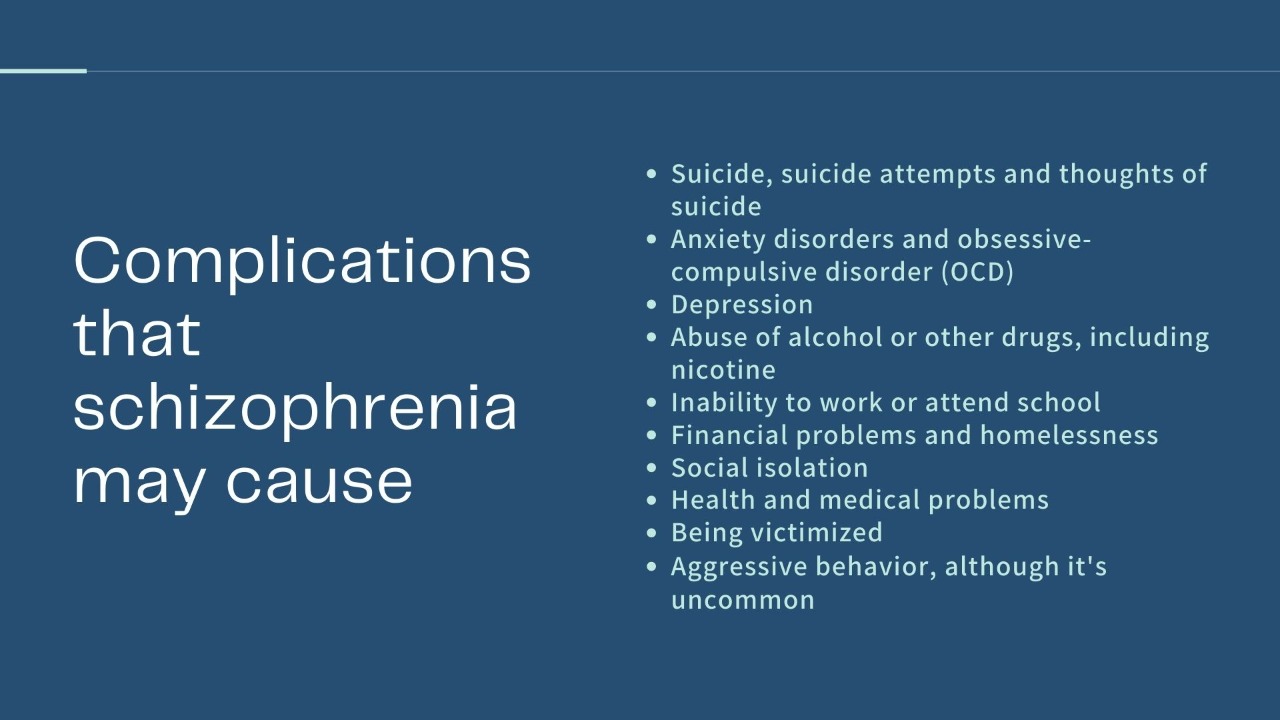 Complications
that
schizophrenia
may cause
• Suicide, suicide attempts and thoughts of
suicide
• Anxiety disorders and obsessive-
compulsive disorder (OCD)
• Depression
• Abuse of alcohol or other drugs, including
nicotine
• Inability to work or attend school
• Financial problems and homelessness
• Social isolation
• Health and medical problems
• Being victimized
• Aggressive behavior, although it's
uncommon